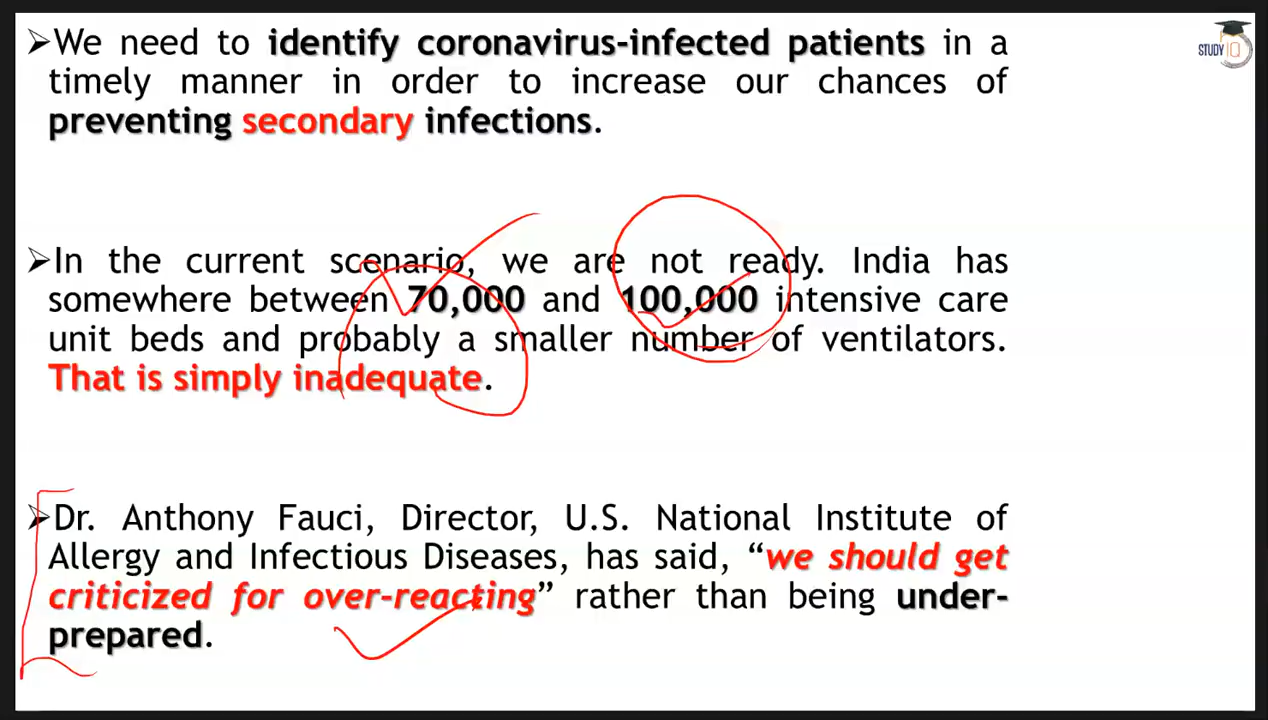 ➢We need to identify coronavirus-infected patients in a
timely manner in order to increase our chances of
preventing secondary infections.
STUDY IQ
➢In the current scenario, we are not ready. India has
somewhere between 70,000 and 100,000 intensive care
unit beds and probably a smaller number of ventilators.
That is simply inadequate.
➢Dr. Anthony Fauci, Director, U.S. National Institute of
Allergy and Infectious Diseases, has said, “we should get
criticized for over-reacting” rather than being under-
prepared.